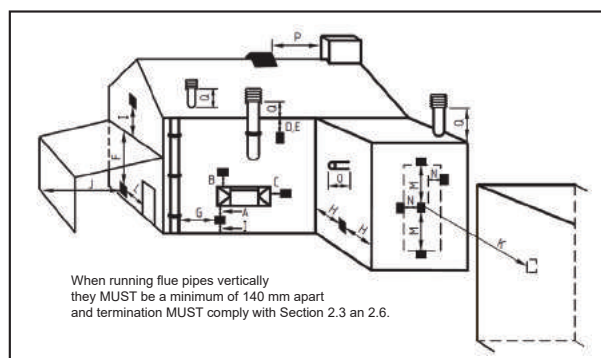 P
Q
Q
Q
I
D,E
F
B
C
Q
M
N
J
L
G
A
H
N
H
M
K
When running flue pipes vertically
they MUST be a minimum of 140 mm apart
and termination MUST comply with Section 2.3 an 2.6.